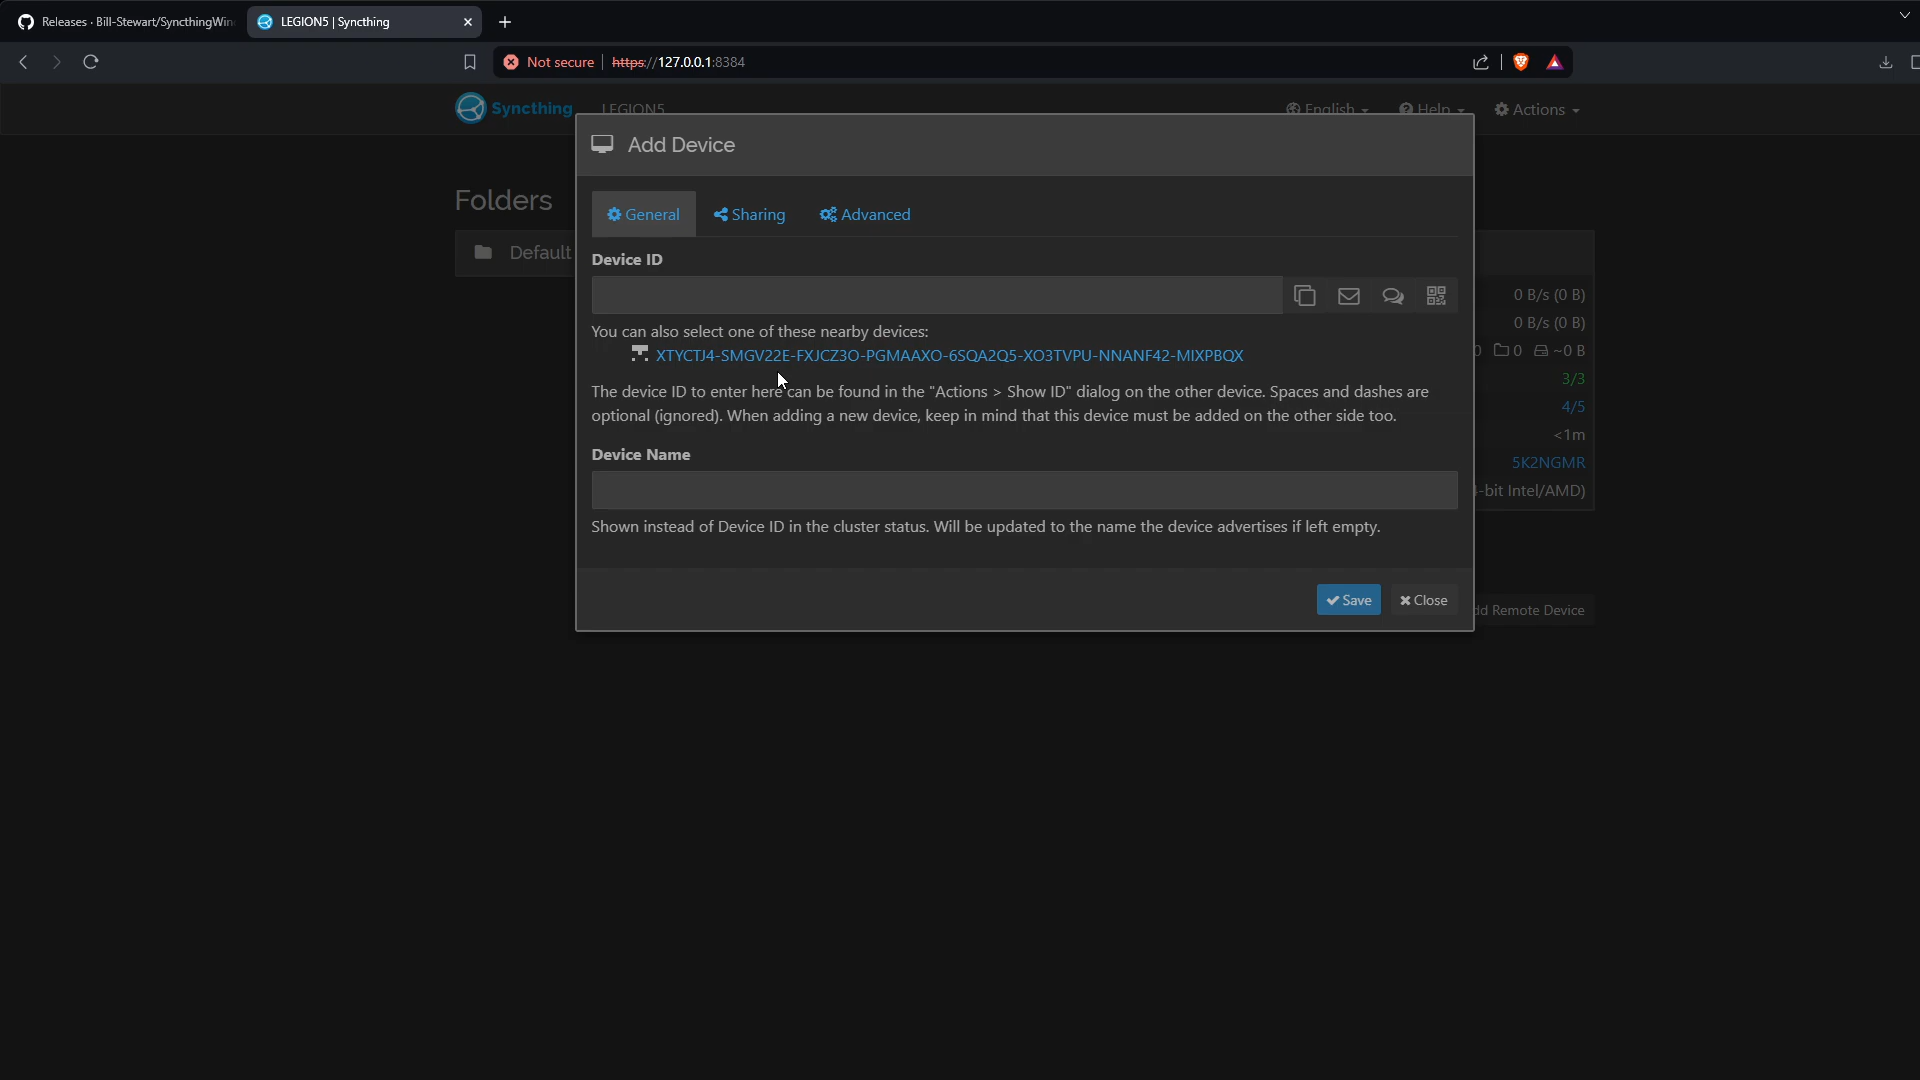 Releases · Bill-Stewart/SyncthingWin
LEGION5 | Syncthing
Not secure | https://127.0.0.1:8384
Syncthing
LEGION5
English
Help
Actions
Add Device
Folders
General
Sharing
Advanced
Default
Device ID
0 B/s (0 B)
You can also select one of these nearby devices:
0 B/s (0 B)
XTYCTJ4-SMGV22E-FXJCZ3O-PGMAAXO-6SQA2Q5-XO3TVPU-NNANF42-MIXPBQX
0 0 ~0 B
3/3
The device ID to enter here can be found in the "Actions > Show ID" dialog on the other device. Spaces and dashes are
4/5
optional (ignored). When adding a new device, keep in mind that this device must be added on the other side too.
<1m
Device Name
5K2NGMR
-bit Intel/AMD)
Shown instead of Device ID in the cluster status. Will be updated to the name the device advertises if left empty.
Save
Close
dd Remote Device